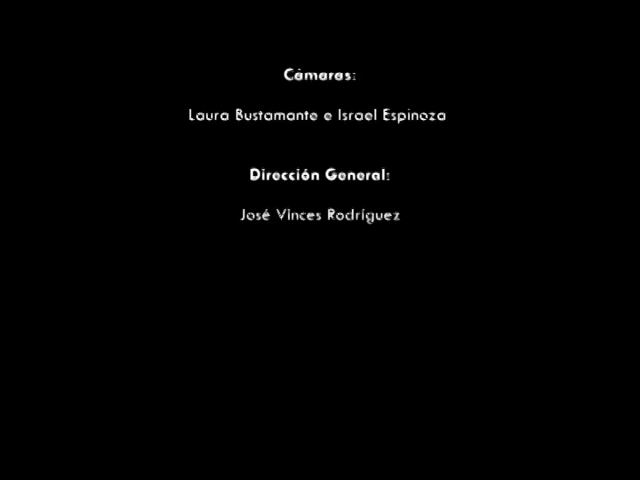 Cámaras:
Laura Bustamante e Israel Espinoza
Dirección General:
José Vinces Rodríguez